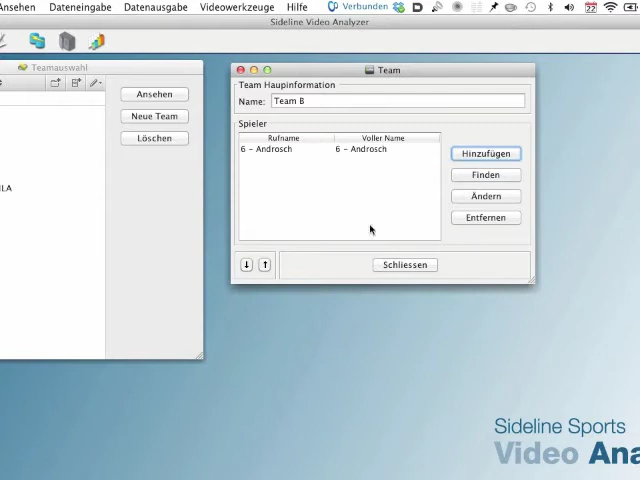 Ansehen Dateneingabe Datenausgabe Videowerkzeuge Hilfe Verbunden 22
Sideline Video Analyzer
Teamauswahl
Team
Ansehen
Neue Team
Löschen
Team Haupinformation
Name: Team B
Spieler
Rufname Voller Name
6 - Androsch 6 - Androsch
Hinzufügen
Finden
Ändern
Entfernen
Schliessen
Sideline Sports
Video Ana